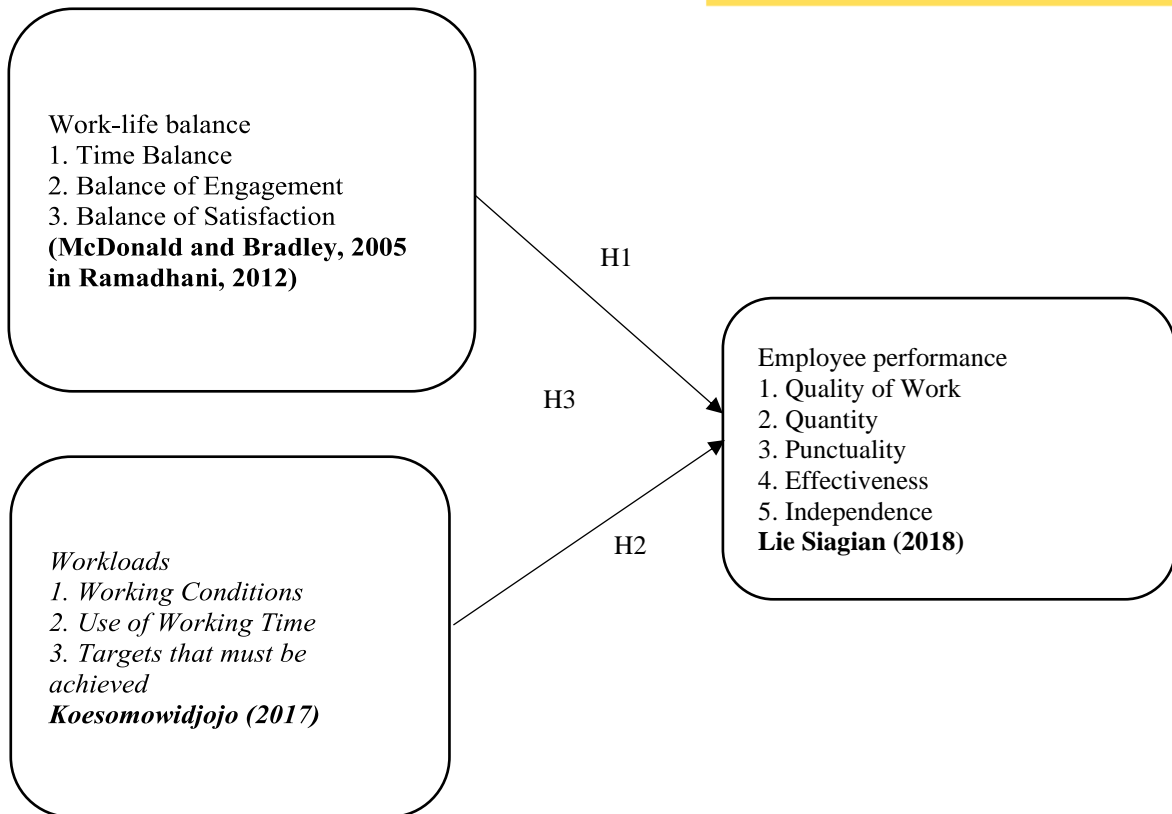 Work-life balance
1. Time Balance
2. Balance of Engagement
3. Balance of Satisfaction
(McDonald and Bradley, 2005
in Ramadhani, 2012)
H1
H3
H2
Workloads
1. Working Conditions
2. Use of Working Time
3. Targets that must be
achieved
Koesomowidjojo (2017)
Employee performance
1. Quality of Work
2. Quantity
3. Punctuality
4. Effectiveness
5. Independence
Lie Siagian (2018)